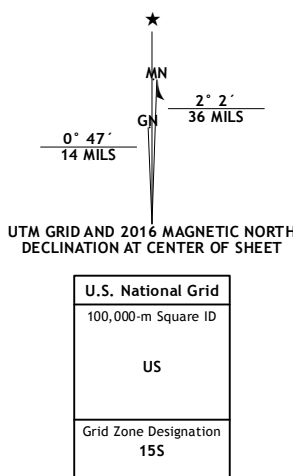 ★
MN
GN
2° 2´
36 MILS
0° 47´
14 MILS
UTM GRID AND 2016 MAGNETIC NORTH
DECLINATION AT CENTER OF SHEET
U.S. National Grid
100,000-m Square ID
US
Grid Zone Designation
15S